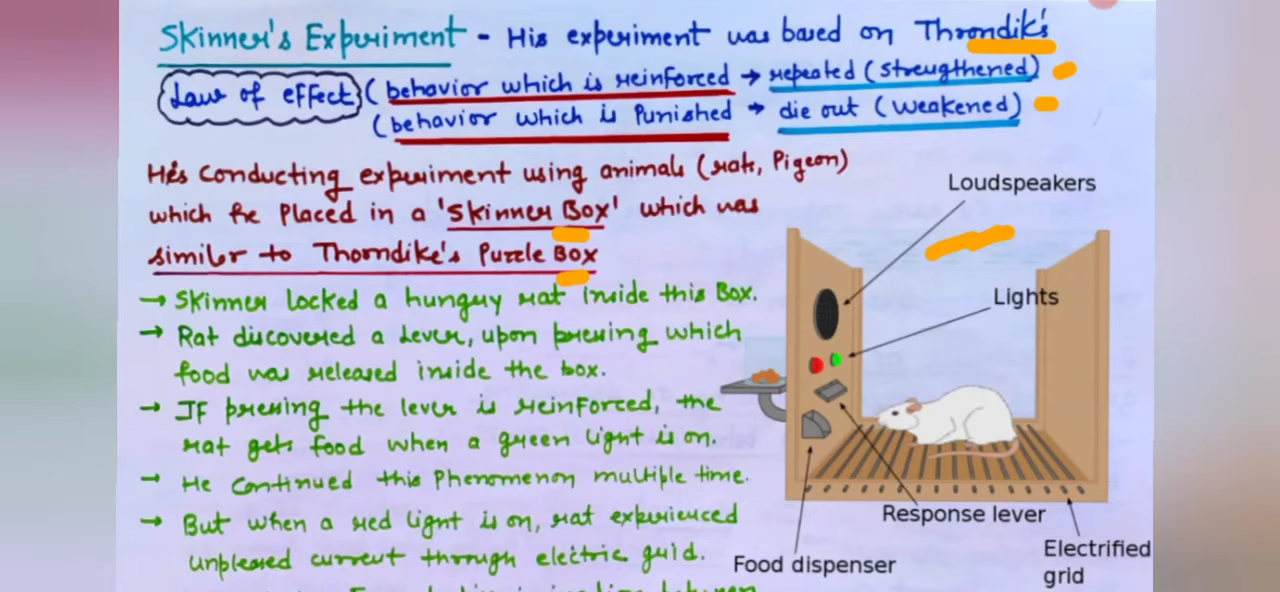 Skinner's Experiment - His experiment was based on Throndik's
Law of effect (behavior which is reinforced → repeated (strengthened)
(behavior which is Punished → die out (weakened)
His conducting experiment using animals (rats, Pigeon)
which he Placed in a 'Skinner Box' which was
similar to Thorndike's Puzzle Box
→ Skinner locked a hungry rat inside this Box.
→ Rat discovered a lever, upon pressing which
food was released inside the box.
→ If pressing the lever is reinforced, the
rat gets food when a green light is on.
→ He continued this Phenomenon multiple time.
→ But when a red light is on, rat experienced
unpleased current through electric grid.
Loudspeakers
Lights
Response lever
Food dispenser
Electrified
grid